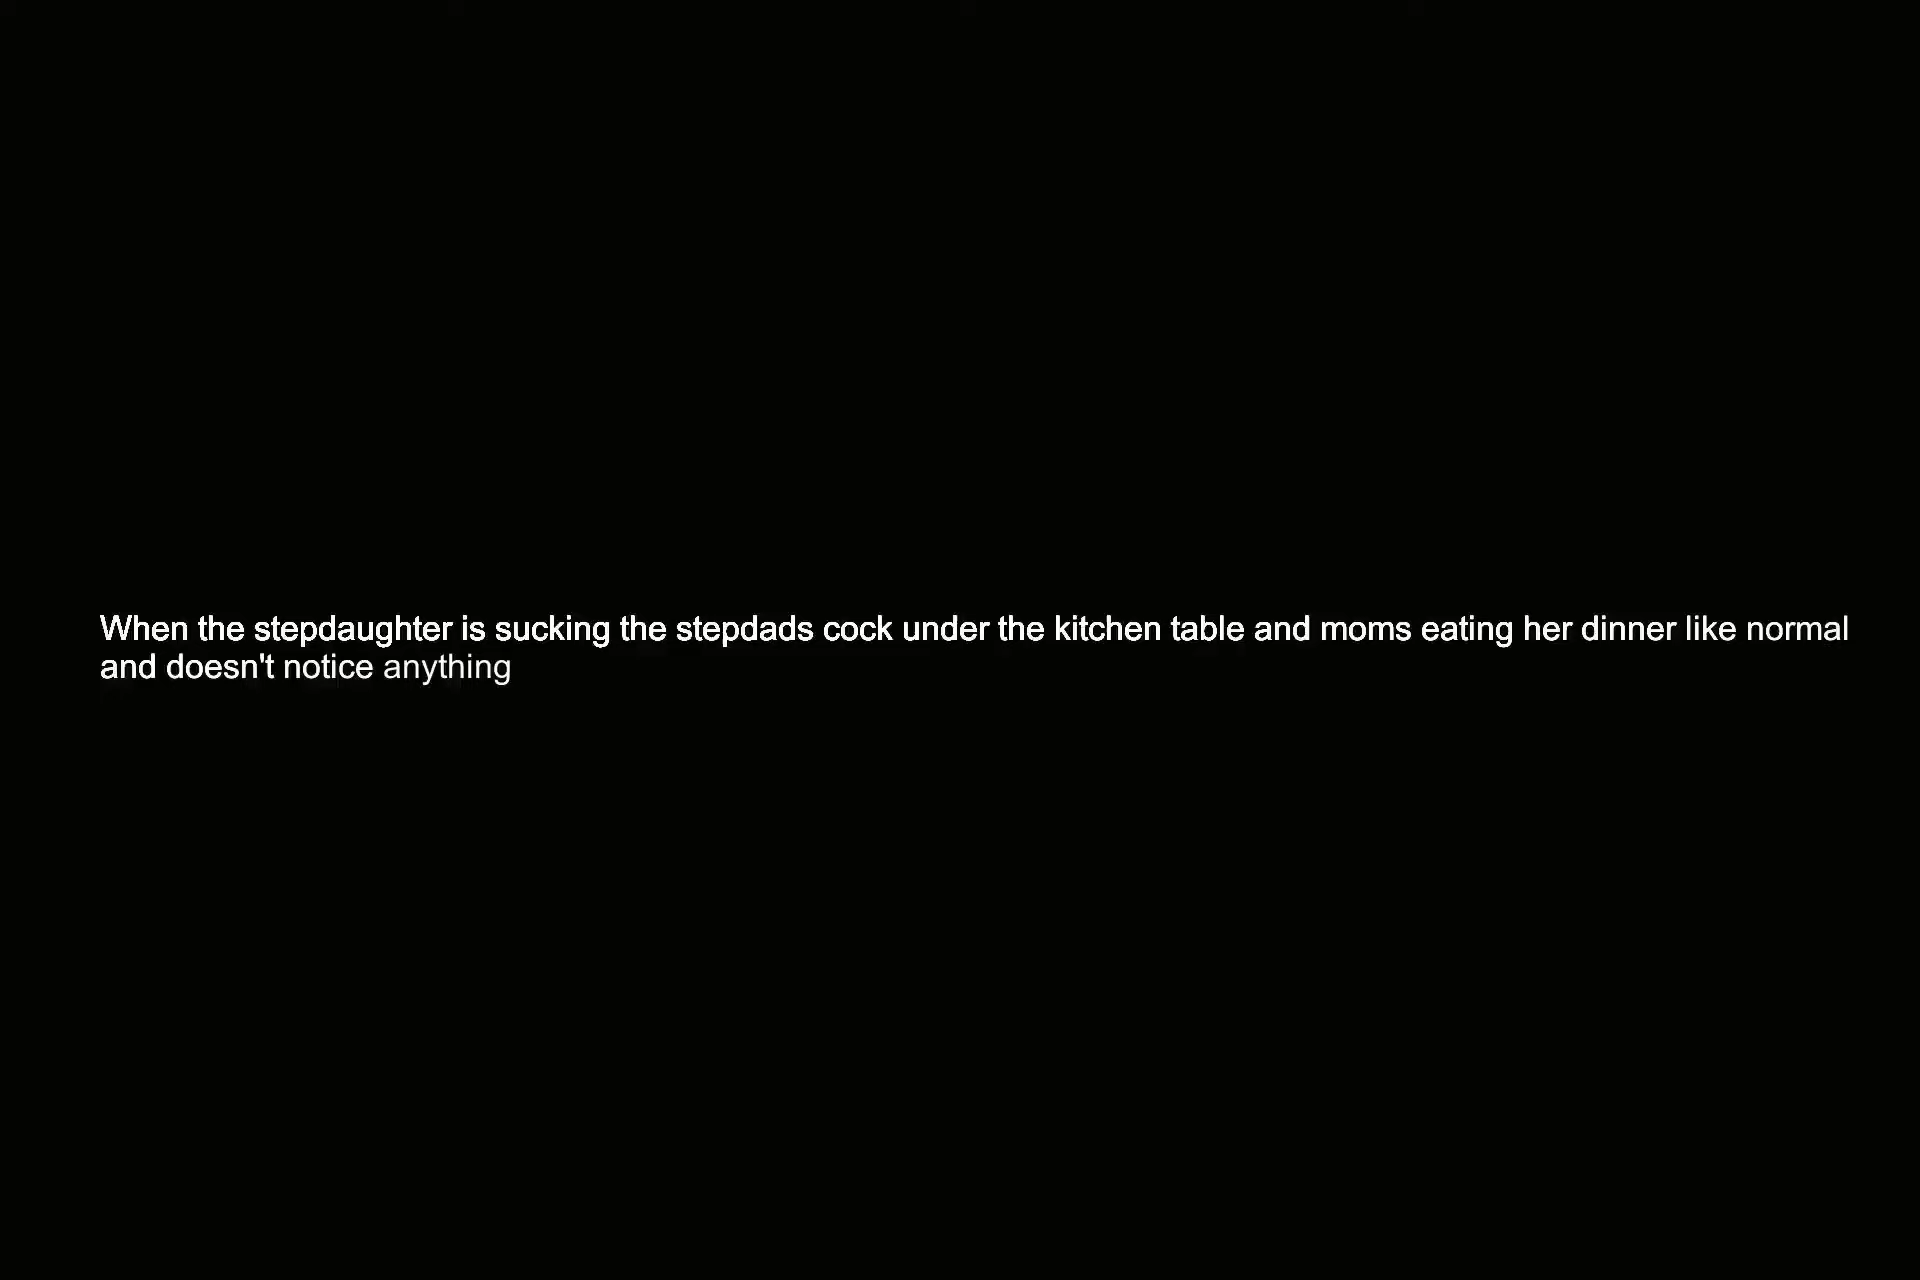 When the stepdaughter is sucking the stepdads cock under the kitchen table and moms eating her dinner like normal
and doesn't notice anything